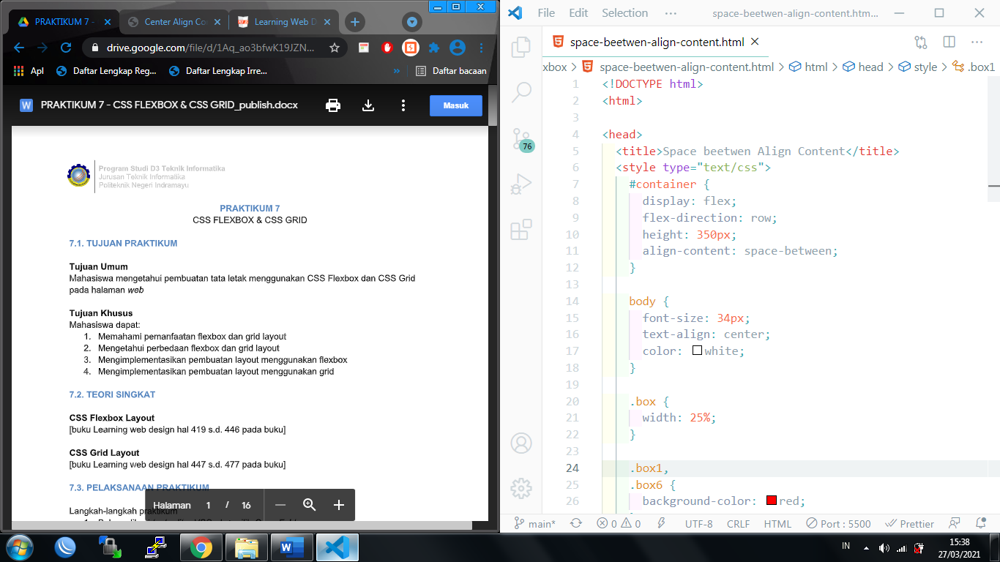 PRAKTIKUM 7 -
Center Align Co
Learning Web D
drive.google.com/file/d/1Aq_ao3bfwK19JZN...
Apl
Daftar Lengkap Reg...
Daftar Lengkap Irre...
»
Daftar bacaan
W
PRAKTIKUM 7 - CSS FLEXBOX & CSS GRID_publish.docx
Masuk
Program Studi D3 Teknik Informatika
Jurusan Teknik Informatika
Politeknik Negeri Indramayu
PRAKTIKUM 7
CSS FLEXBOX & CSS GRID
7.1. TUJUAN PRAKTIKUM
Tujuan Umum
Mahasiswa mengetahui pembuatan tata letak menggunakan CSS Flexbox dan CSS Grid
pada halaman web
Tujuan Khusus
Mahasiswa dapat:
1. Memahami pemanfaatan flexbox dan grid layout
2. Mengetahui perbedaan flexbox dan grid layout
3. Mengimplementasikan pembuatan layout menggunakan flexbox
4. Mengimplementasikan pembuatan layout menggunakan grid
7.2. TEORI SINGKAT
CSS Flexbox Layout
[buku Learning web design hal 419 s.d. 446 pada buku]
CSS Grid Layout
[buku Learning web design hal 447 s.d. 477 pada buku]
7.3. PELAKSANAAN PRAKTIKUM
Langkah-langkah praktikum
Halaman 1 / 16
File Edit Selection ···
space-beetwen-align-content.htm...
space-beetwen-align-content.html
xbox > space-beetwen-align-content.html > html > head > style > .box1
76
1 <!DOCTYPE html>
2 <html>
3
4 <head>
5 <title>Space beetwen Align Content</title>
6 <style type="text/css">
7 #container {
8 display: flex;
9 flex-direction: row;
10 height: 350px;
11 align-content: space-between;
12 }
13
14 body {
15 font-size: 34px;
16 text-align: center;
17 color: white;
18 }
19
20 .box {
21 width: 25%;
22 }
23
24 .box1,
25 .box6 {
26 background-color: red;
main* 0 0 UTF-8 CRLF HTML Port : 5500 Prettier
IN
15:38
27/03/2021